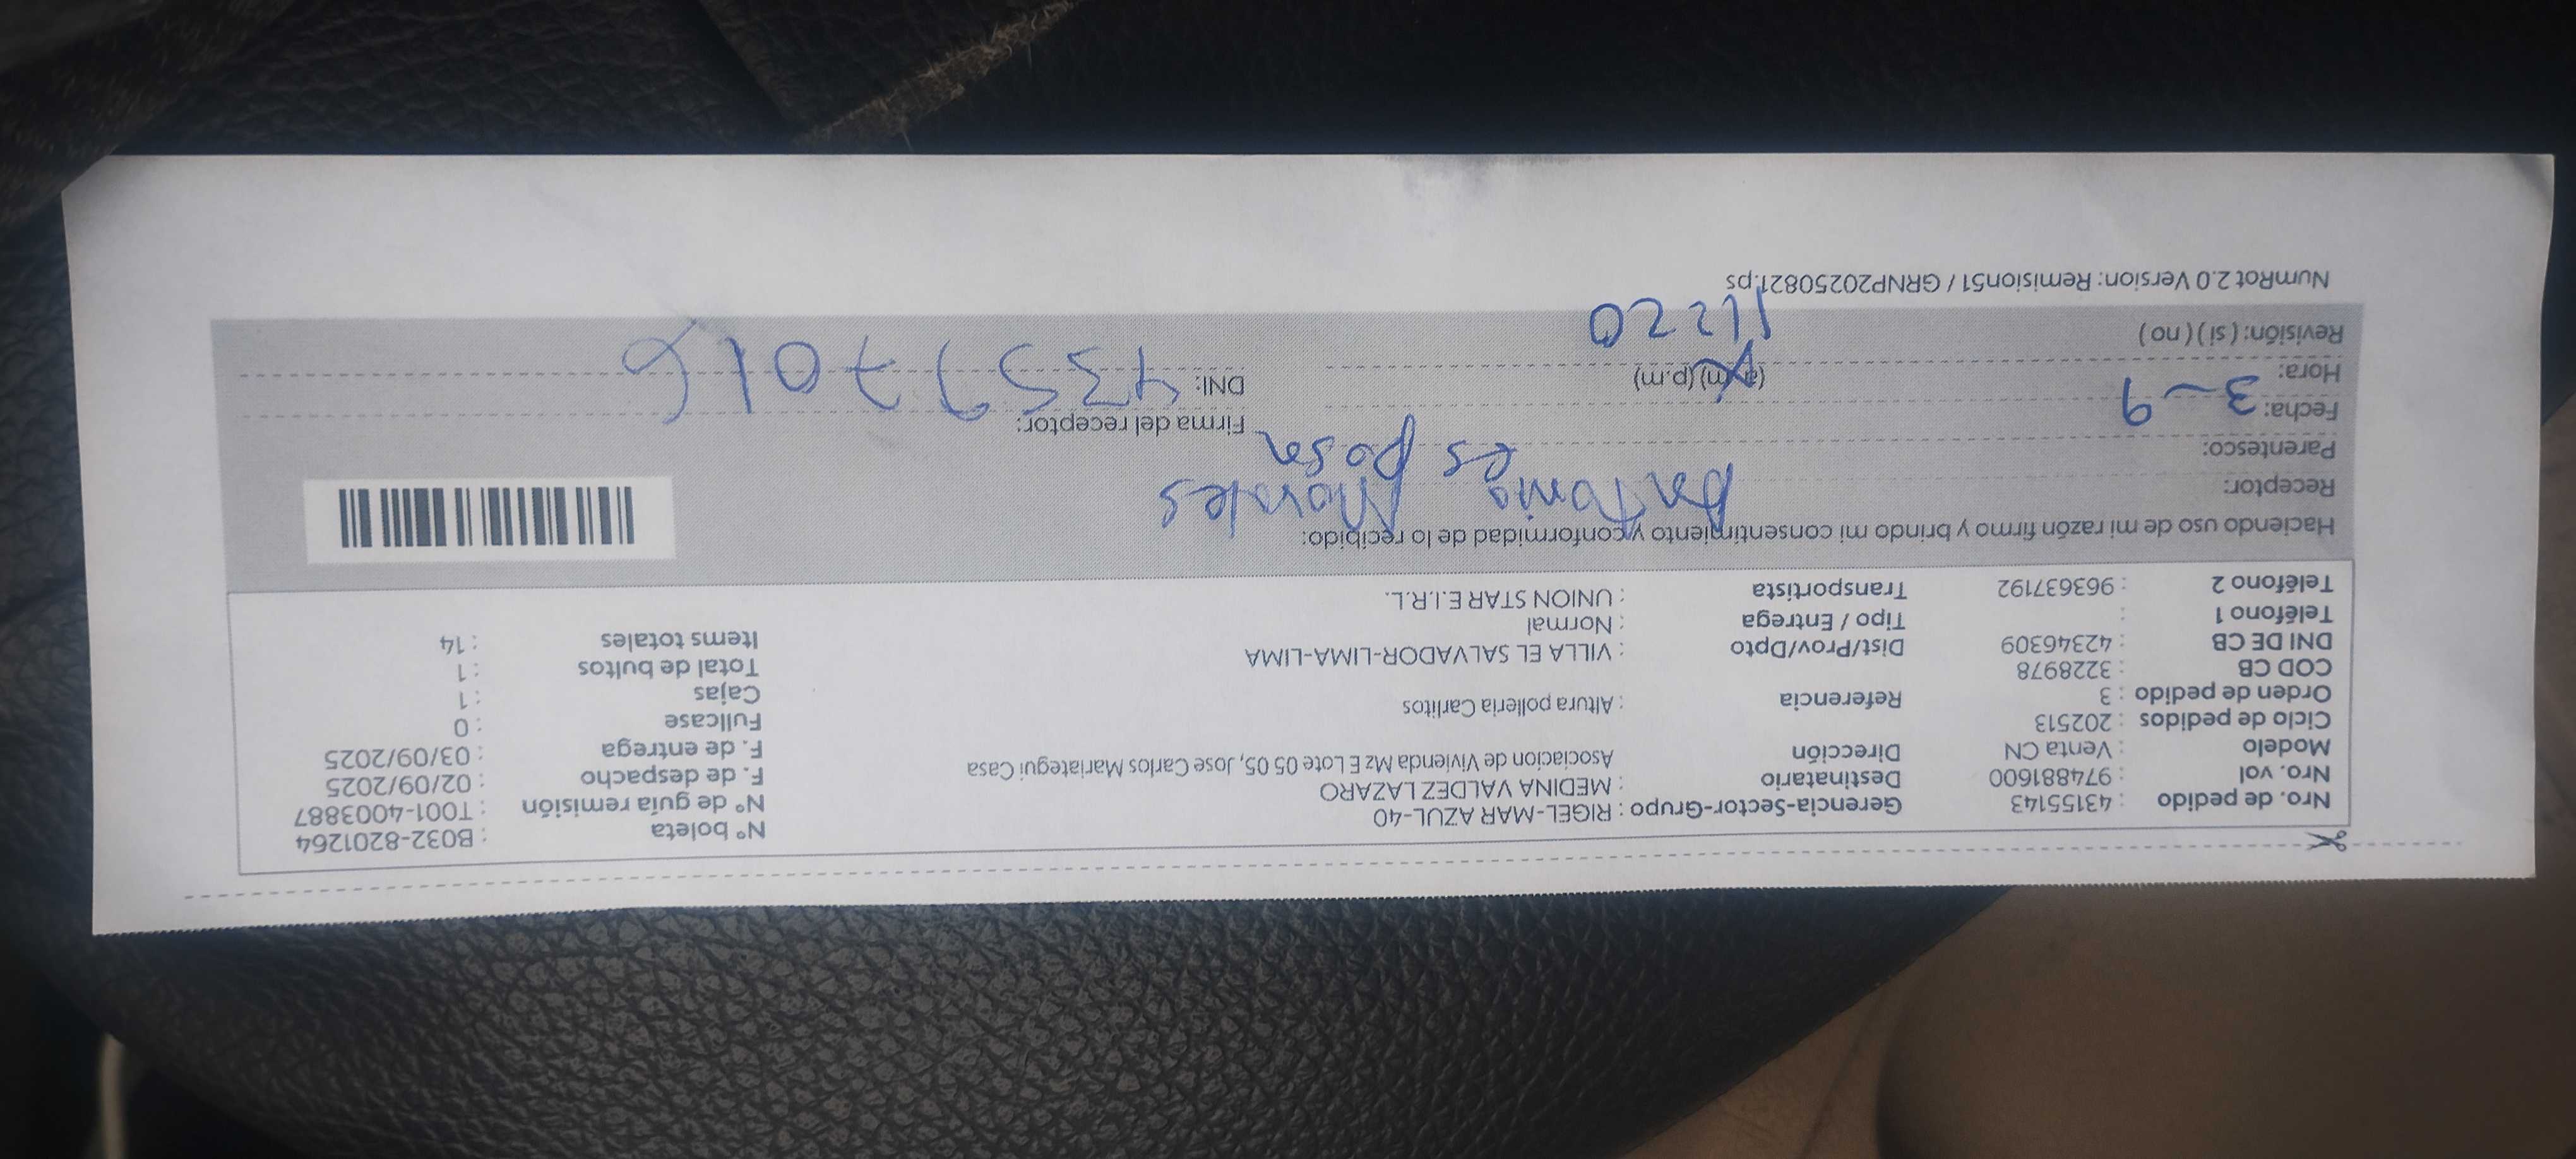 Nro. de pedido : 43155143 Gerencia-Sector-Grupo : RIGEL-MAR AZUL-40 N° boleta : B032-8201264
Nro. vol : 974881600 Destinatario : MEDINA VALDEZ LAZARO N° de guía remisión : T001-4003887
Modelo : Venta CN Dirección Asociacion de Vivienda Mz E Lote 05 05, Jose Carlos Mariategui Casa F. de despacho : 02/09/2025
Ciclo de pedidos : 202513 F. de entrega : 03/09/2025
Orden de pedido : 3 Referencia : Altura polleria Carlitos Fullcase : 0
COD CB : 3228978 Cajas : 1
DNI DE CB : 42346309 Dist/Prov/Dpto : VILLA EL SALVADOR-LIMA-LIMA Total de bultos : 1
Teléfono 1 : Tipo / Entrega : Normal Items totales : 14
Teléfono 2 : 963637192 Transportista : UNION STAR E.I.R.L.
Haciendo uso de mi razón firmo y brindo mi consentimiento y conformidad de lo recibido:
Receptor: Antonia Morales
Parentesco: esposa
Fecha: 3-9 Firma del receptor:
Hora: (a.m) (p.m) DNI: 43597016
Revisión: ( si ) ( no ) 11220
NumRot 2.0 Version: Remision51 / GRNP20250821.ps